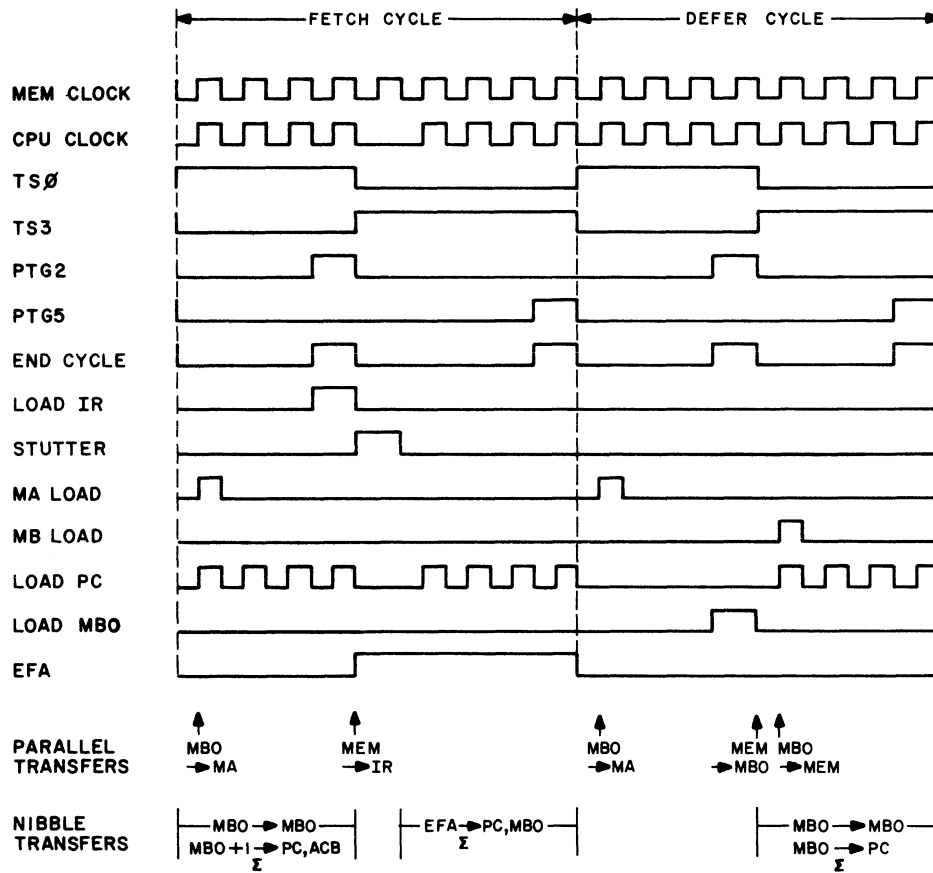 FETCH CYCLE DEFER CYCLE
MEM CLOCK
CPU CLOCK
TSØ
TS3
PTG2
PTG5
END CYCLE
LOAD IR
STUTTER
MA LOAD
MB LOAD
LOAD PC
LOAD MBO
EFA
PARALLEL TRANSFERS
MBO → MA
MEM → IR
MBO → MA
MEM → MBO
MBO → MEM
NIBBLE TRANSFERS
MBO → MBO
MBO +1 → PC, ACB
Σ
EFA → PC, MBO
Σ
MBO → MBO
MBO → PC
Σ